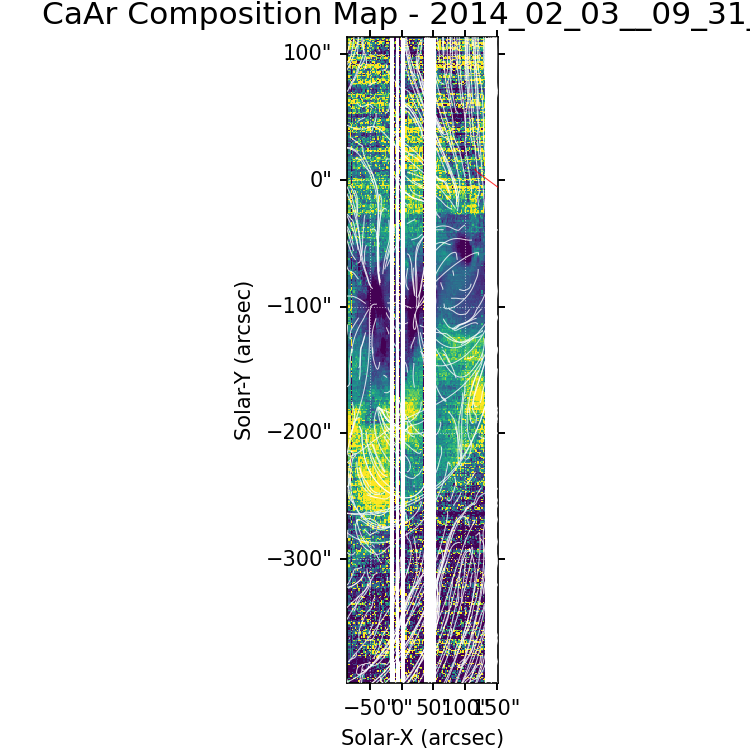 CaAr Composition Map - 2014_02_03__09_31_
100"
0"
−100"
−200"
−300"
Solar-Y (arcsec)
−50" 0" 50" 100" 150"
Solar-X (arcsec)